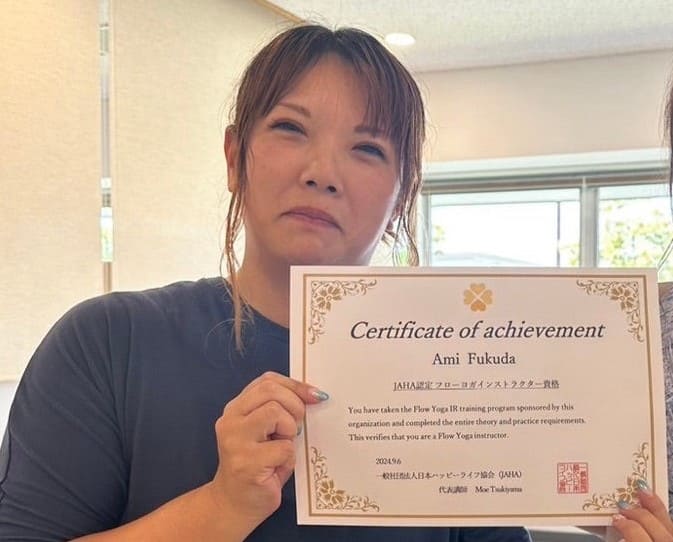 Certificate of achievement
Ami Fukuda
JAHA認定 フローヨガインストラクター資格
You have taken the Flow Yoga IR training program sponsored by this
organization and completed the entire theory and practice requirements.
This verifies that you are a Flow Yoga instructor.
2024.9.6
一般社団法人日本ハッピーライフ協会 (JAHA)
代表講師 Moe Tsukiyama